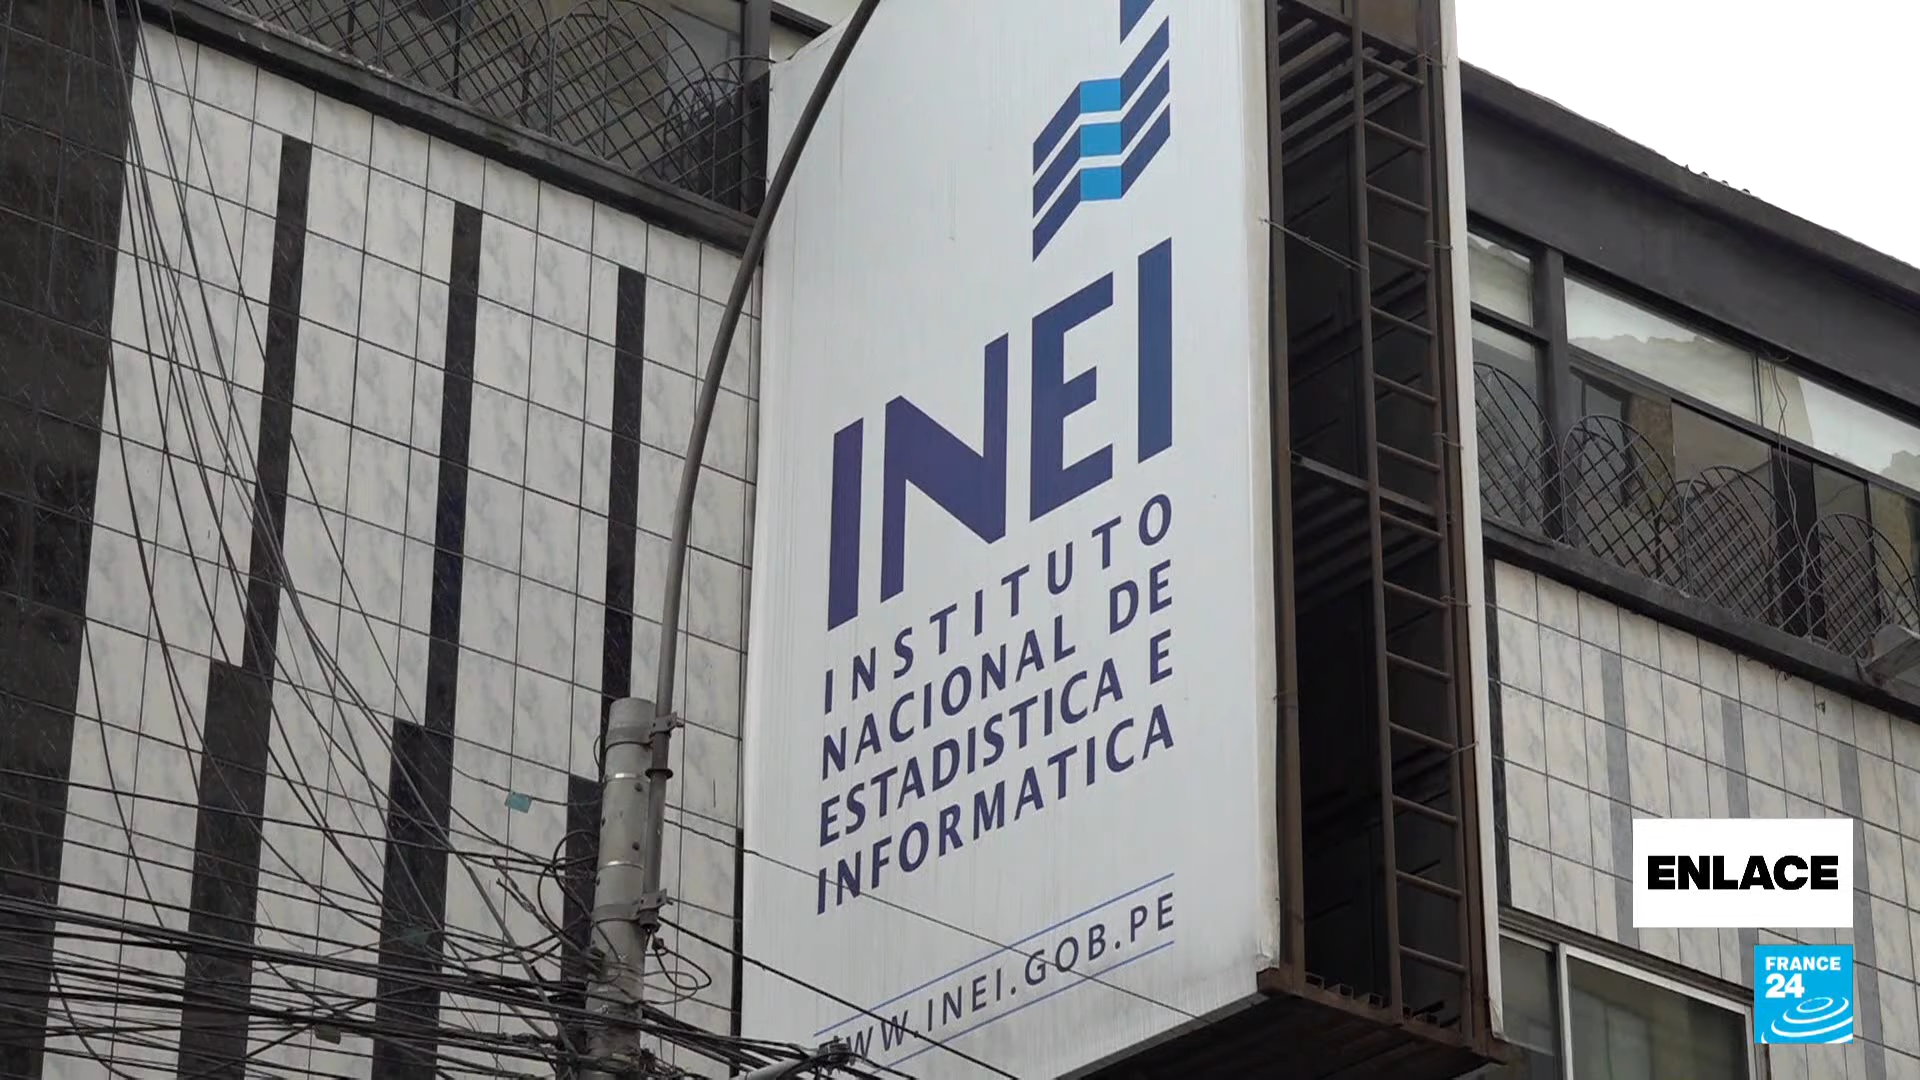 INEI
INSTITUTO
NACIONAL DE
ESTADISTICA E
INFORMATICA
WWW.INEI.GOB.PE
ENLACE
FRANCE
24